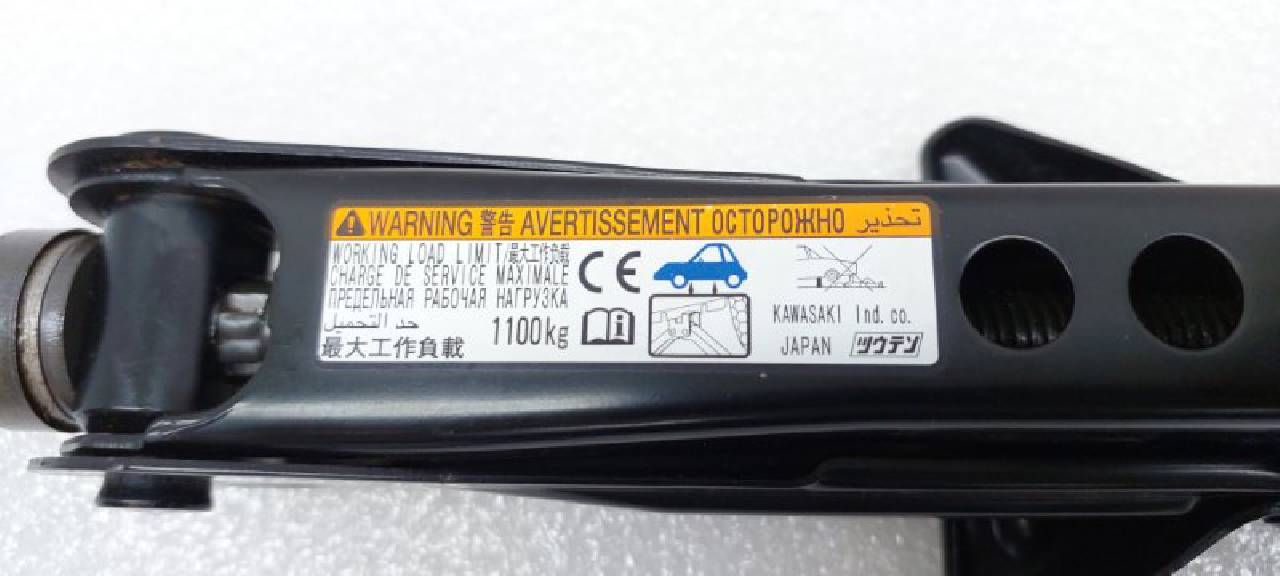 WARNING 警告 AVERTISSEMENT ОСТОРОЖНО تحذير
WORKING LOAD LIMIT/最大工作负载
CHARGE DE SERVICE MAXIMALE
ПРЕДЕЛЬНАЯ РАБОЧАЯ НАГРУЗКА
حد التحميل
最大工作負載 1100kg
CE
KAWASAKI Ind. co.
JAPAN ツウテン